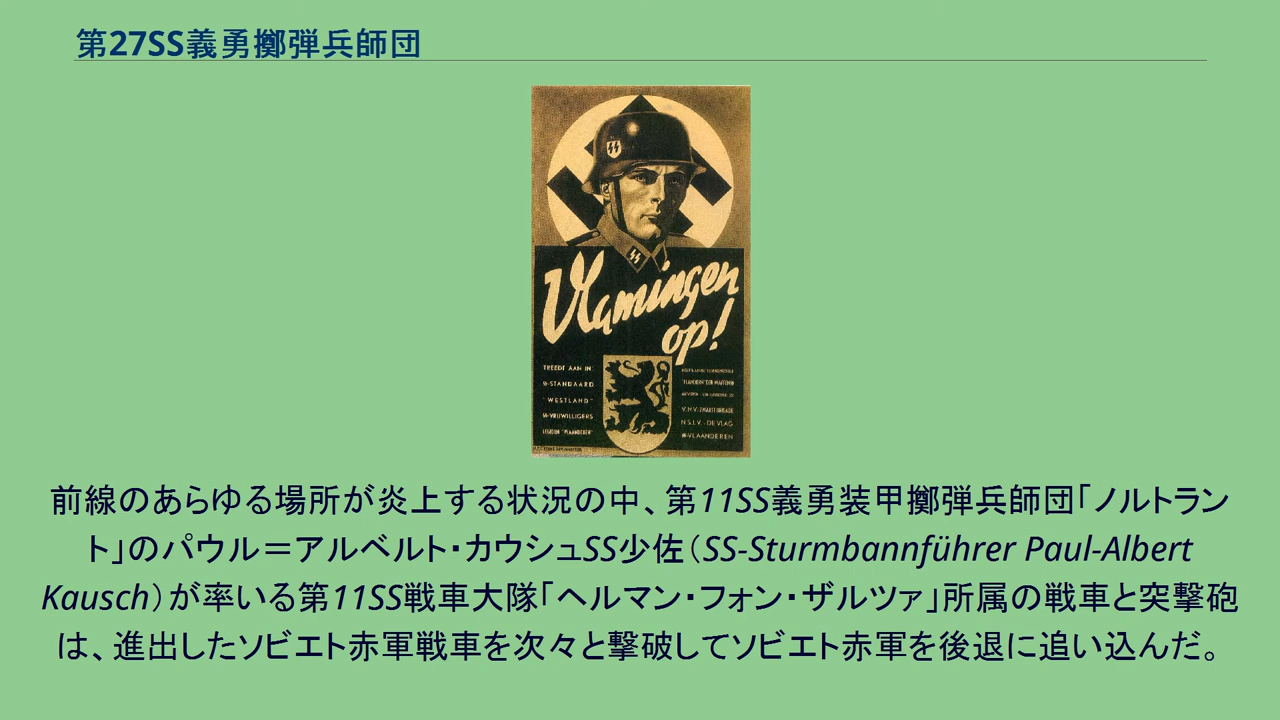 第27SS義勇擲弾兵師団
Vlamingen
op!
TREEDT AAN IN
SS-STANDAARD
"WESTLAND"
SS-VRIJWILLIGERS
LEGIOEN "VLAANDEREN"
V.N.V.-ZWARTE BRIGADE
N.S.J.V. - DE VLAG
SS-VLAANDEREN
前線のあらゆる場所が炎上する状況の中、第11SS義勇装甲擲弾兵師団「ノルトラン
ト」のパウル＝アルベルト・カウシュSS少佐（SS-Sturmbannführer Paul-Albert
Kausch）が率いる第11SS戦車大隊「ヘルマン・フォン・ザルツァ」所属の戦車と突撃砲
は、進出したソビエト赤軍戦車を次々と撃破してソビエト赤軍を後退に追い込んだ。